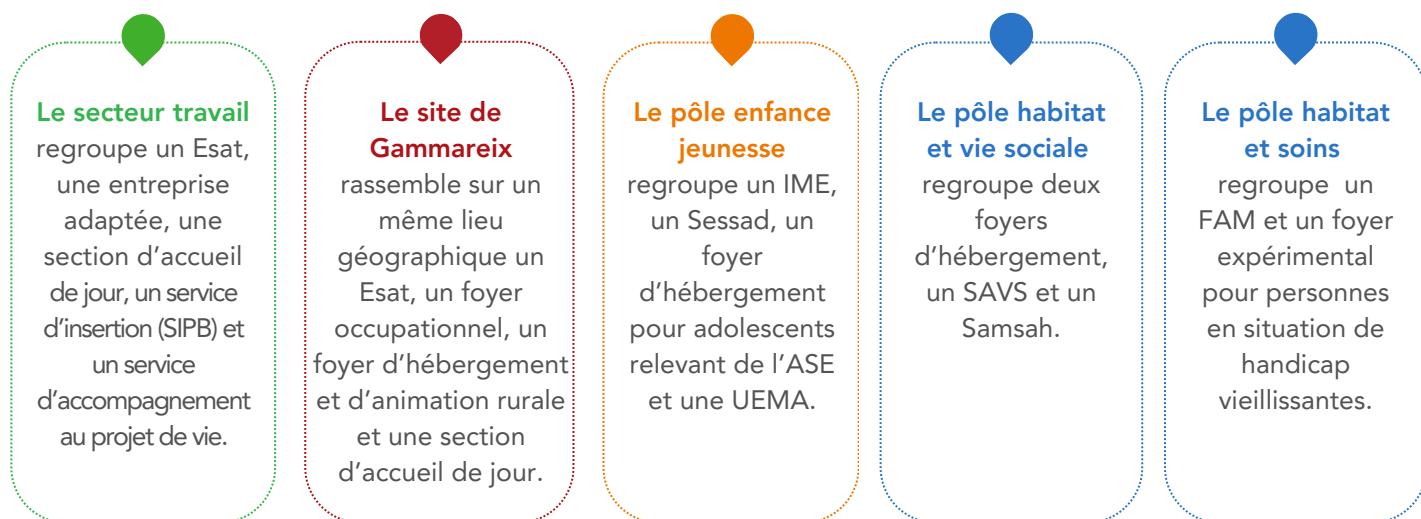 Le secteur travail
regroupe un Esat,
une entreprise
adaptée, une
section d’accueil
de jour, un service
d’insertion (SIPB) et
un service
d’accompagnement
au projet de vie.
Le site de
Gammareix
rassemble sur un
même lieu
géographique un
Esat, un foyer
occupationnel, un
foyer d’hébergement
et d’animation rurale
et une section
d’accueil de jour.
Le pôle enfance
jeunesse
regroupe un IME,
un Sessad, un
foyer
d’hébergement
pour adolescents
relevant de l’ASE
et une UEMA.
Le pôle habitat
et vie sociale
regroupe deux
foyers
d’hébergement,
un SAVS et un
Samsah.
Le pôle habitat
et soins
regroupe un
FAM et un foyer
expérimental
pour personnes
en situation de
handicap
vieillissantes.